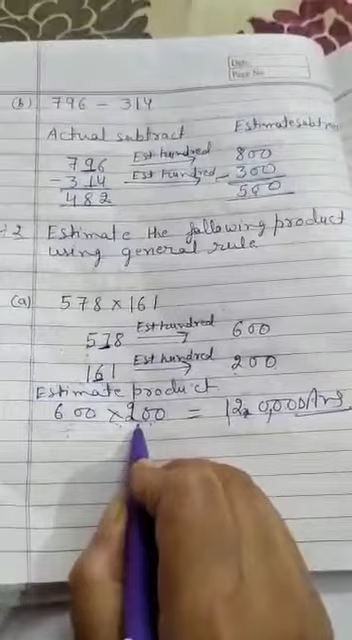 Date
Page No.
(b) 796 - 314
Actual subtract Estimate subtract
796 Est hundred 800
- 314 Est hundred - 300
482 500
2 Estimate the following product
using general rule
(a) 578 × 161
578 Est hundred 600
161 Est hundred 200
Estimate product
600 × 200 = 12,0,000 Ans